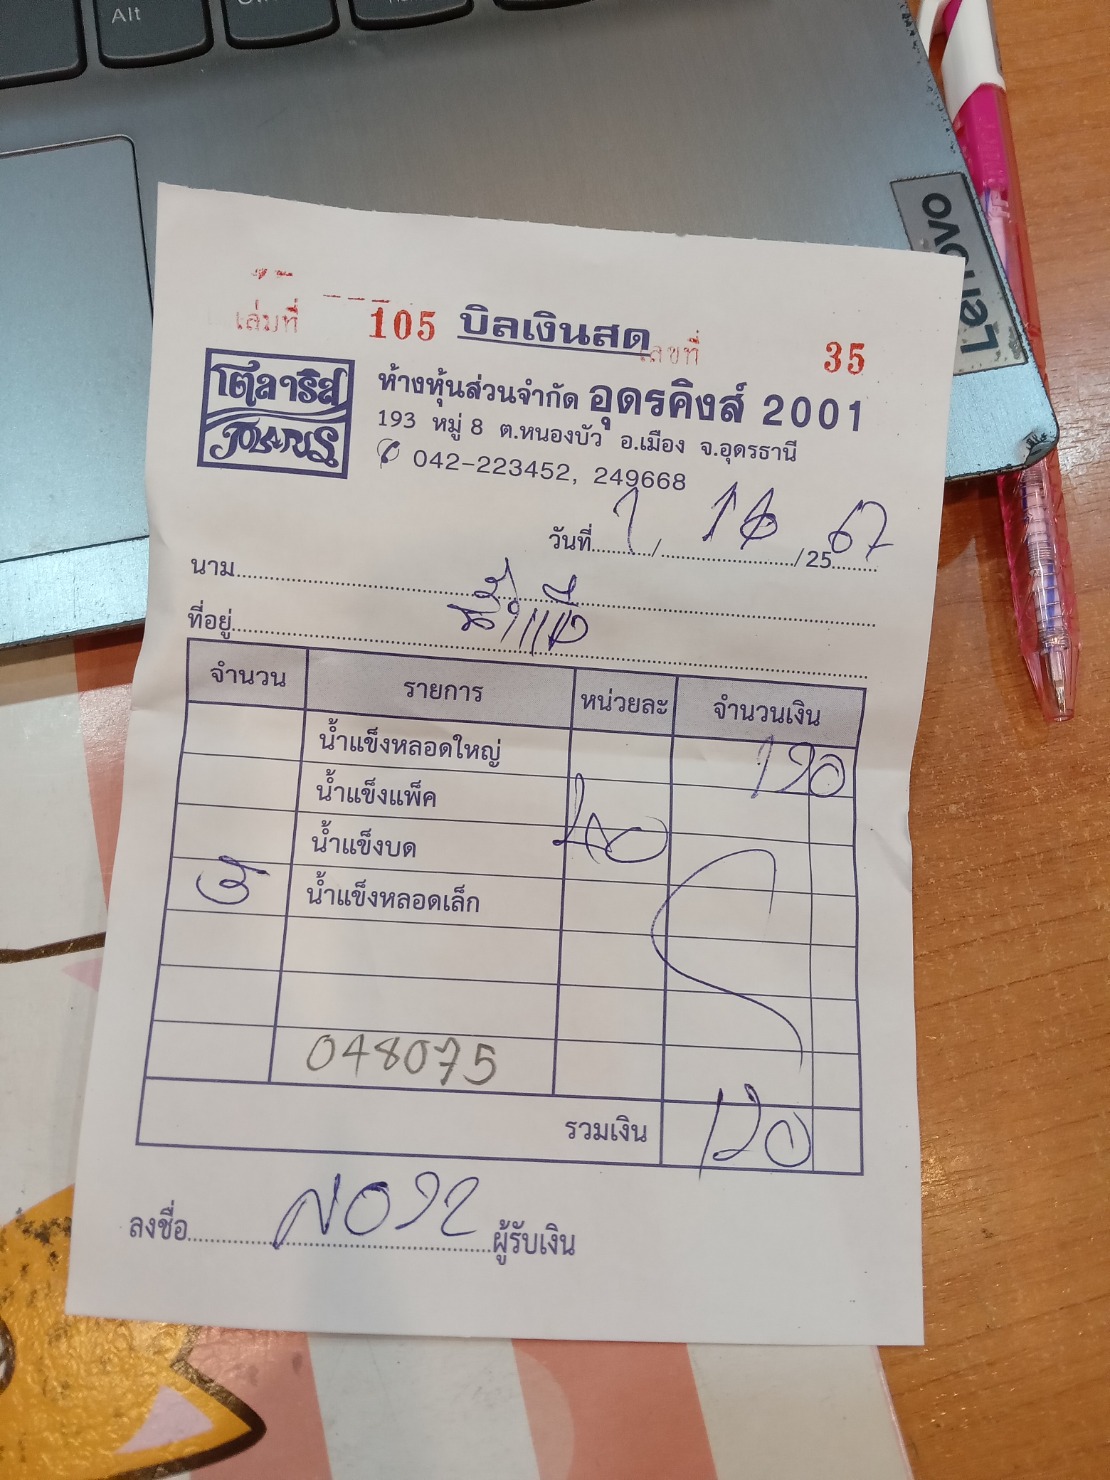 Alt
Lenovo
เล่มที่ 105 บิลเงินสด เลขที่ 35
โตลาริส
POLARIS
ห้างหุ้นส่วนจำกัด อุดรคิงส์ 2001
193 หมู่ 8 ต.หนองบัว อ.เมือง จ.อุดรธานี
042-223452, 249668
วันที่ 1 / / 25 67
นาม
ที่อยู่
จำนวน รายการ หน่วยละ จำนวนเงิน
น้ำแข็งหลอดใหญ่ 120
น้ำแข็งแพ็ค
น้ำแข็งบด 40
3 น้ำแข็งหลอดเล็ก
048075
รวมเงิน 120
ลงชื่อ ผู้รับเงิน